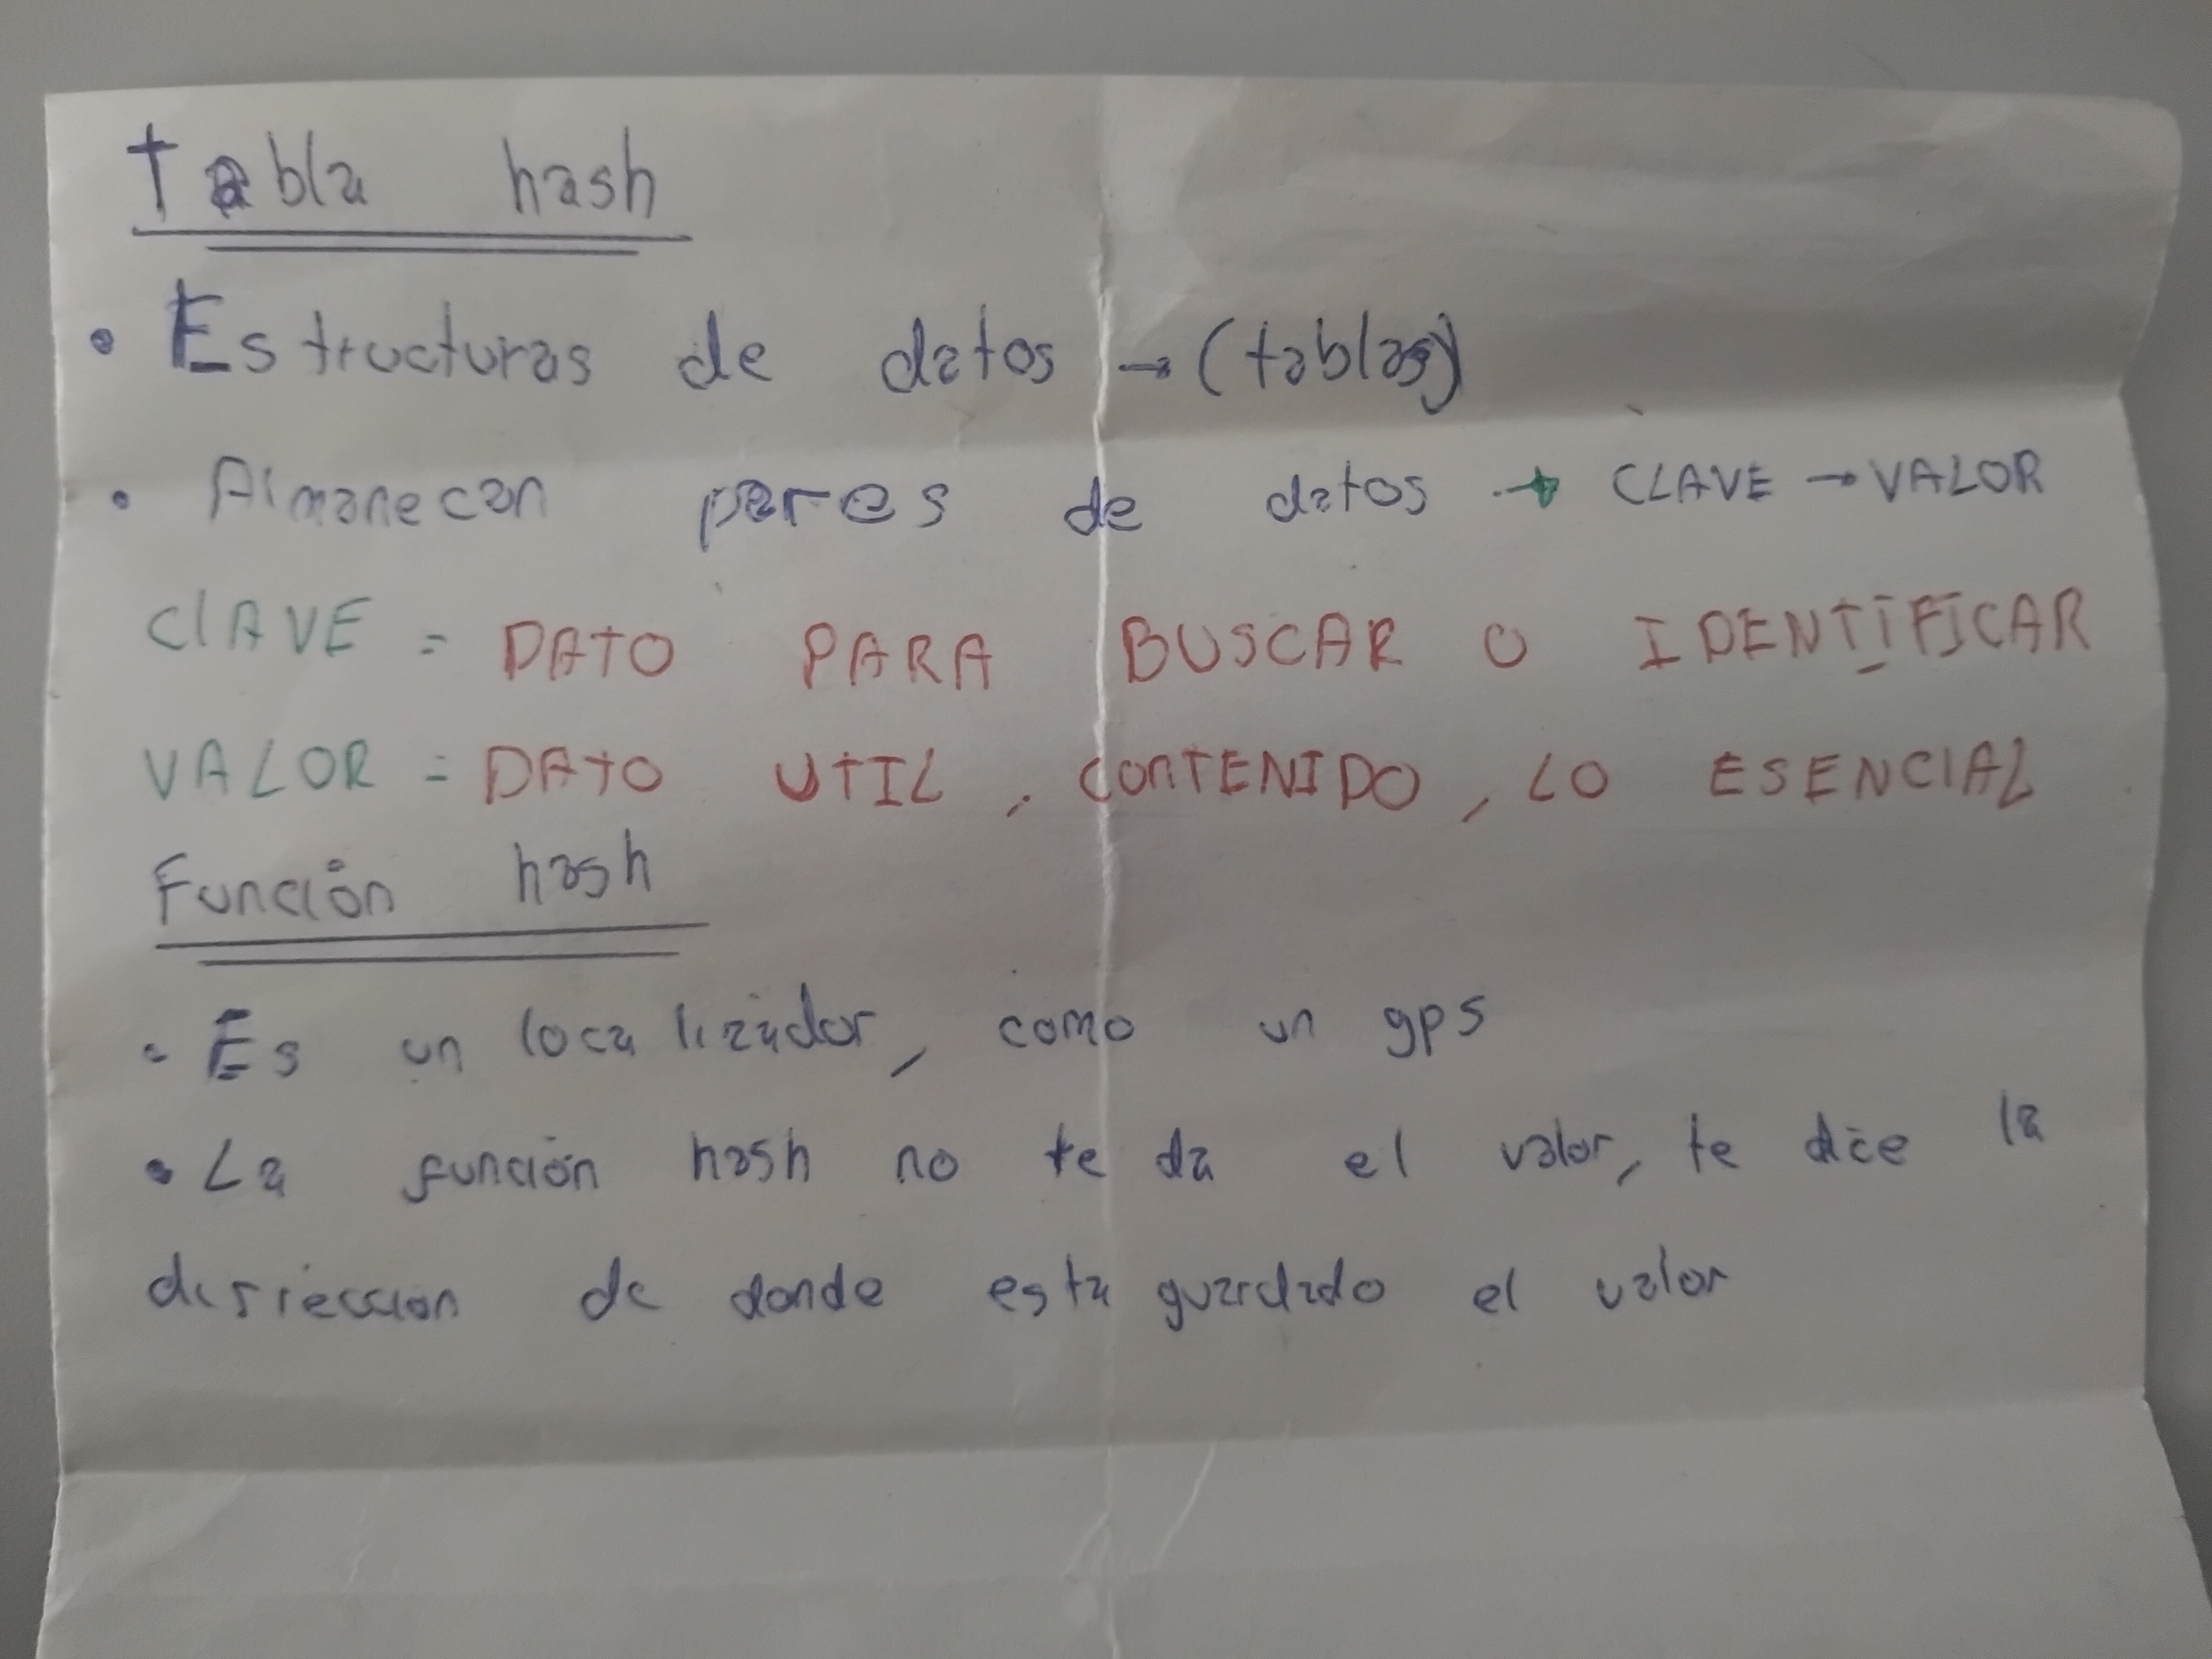 Tabla hash
• Estructuras de datos → (tablas)
• Almanecan pares de datos → CLAVE → VALOR
ClAVE = DATO PARA BUSCAR O IDENTIFICAR
VALOR = DATO UTIL, CONTENIDO, LO ESENCIAL
Función hash
• Es un localizador, como un gps
• La función hash no te da el valor, te dice la
dirrección de donde esta guardado el valor